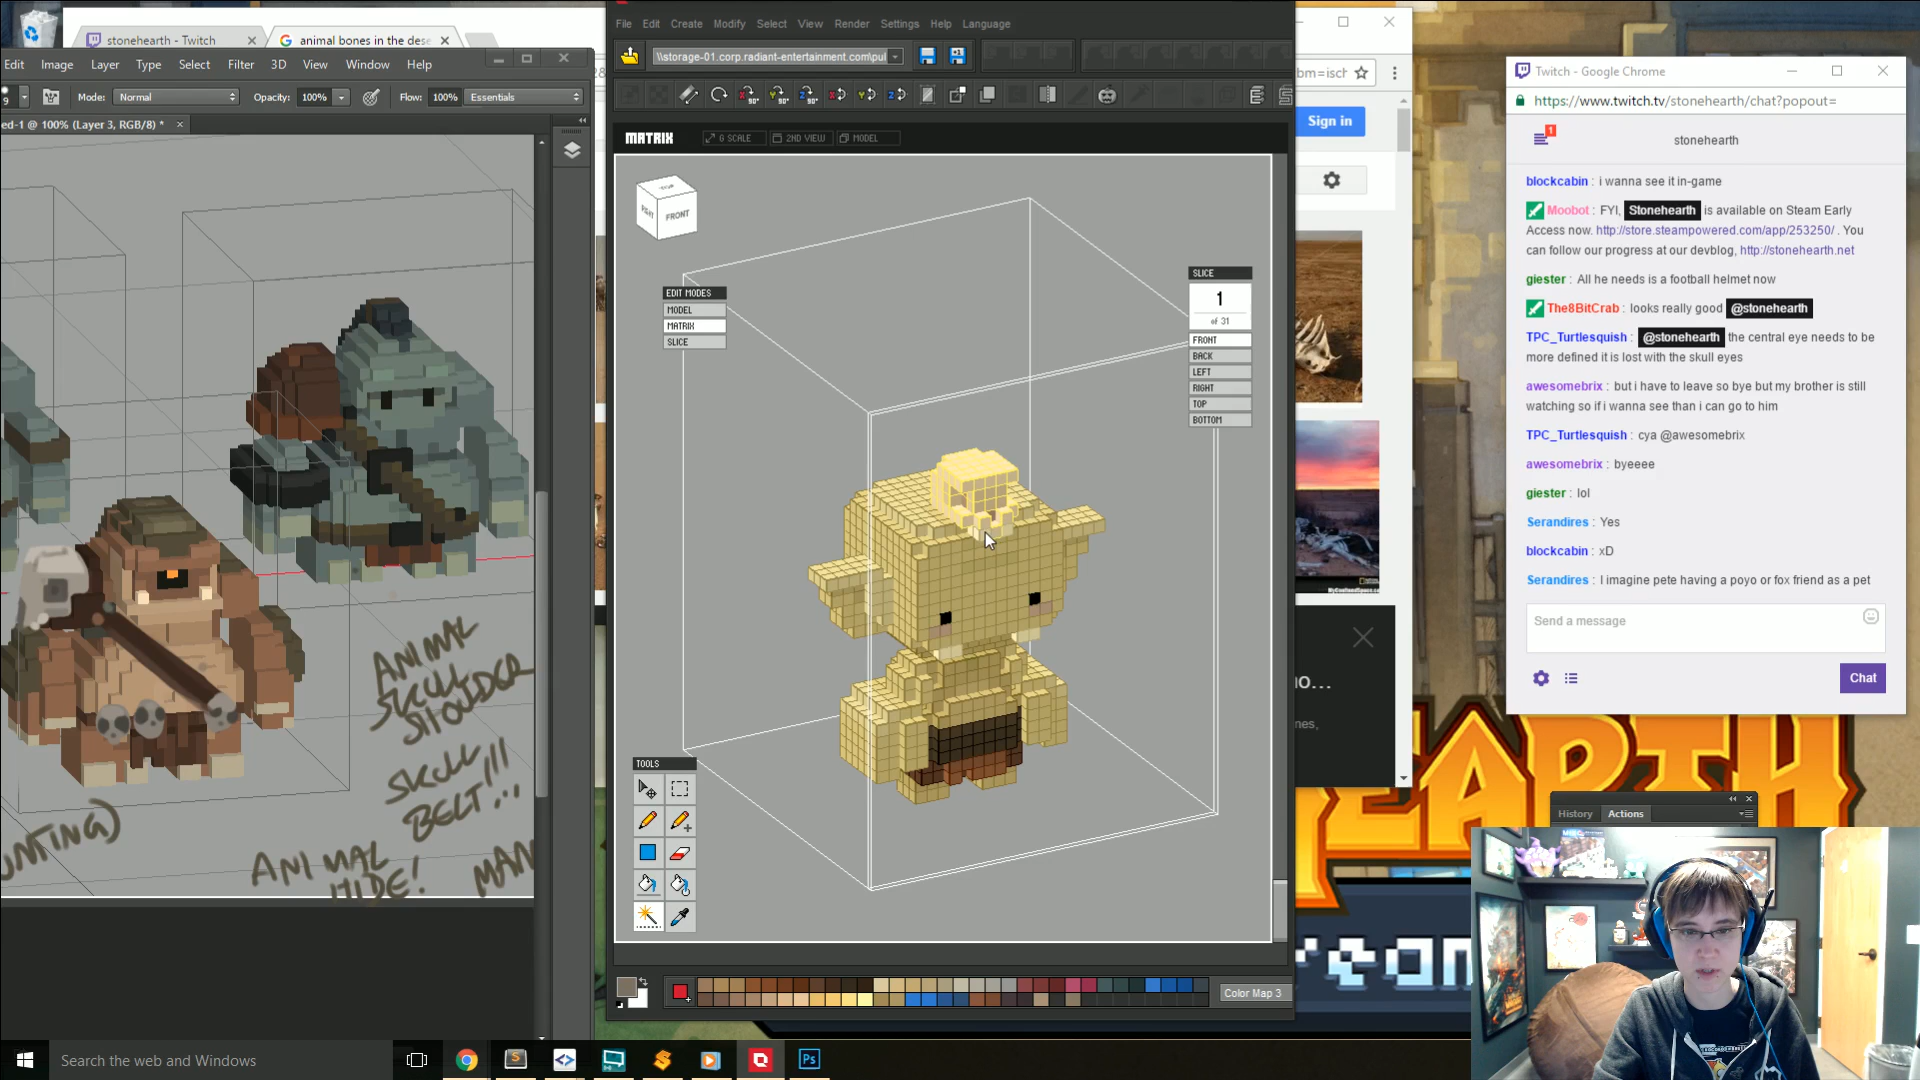 stonehearth - Twitch
animal bones in the dese
Edit Image Layer Type Select Filter 3D View Window Help
Mode: Normal Opacity: 100% Flow: 100% Essentials
ed-1 @ 100% (Layer 3, RGB/8) *
ANIMAL
SKULL
SHOULDER
SKULL
BELT!
ANIMAL
HIDE!
File Edit Create Modify Select View Render Settings Help Language
\\storage-01.corp.radiant-entertainment.com\pul
MATRIX G SCALE 2ND VIEW MODEL
TOP
RIGHT FRONT
EDIT MODES
MODEL
MATRIX
SLICE
SLICE
1
of 31
FRONT
BACK
LEFT
RIGHT
TOP
BOTTOM
TOOLS
Color Map 3
bm=isch
Sign in
Twitch - Google Chrome
https://www.twitch.tv/stonehearth/chat?popout=
1
stonehearth
blockcabin : i wanna see it in-game
Moobot : FYI, Stonehearth is available on Steam Early
Access now. http://store.steampowered.com/app/253250/ . You
can follow our progress at our devblog, http://stonehearth.net
giester : All he needs is a football helmet now
The8BitCrab : looks really good @stonehearth
TPC_Turtlesquish : @stonehearth the central eye needs to be
more defined it is lost with the skull eyes
awesomebrix : but i have to leave so bye but my brother is still
watching so if i wanna see than i can go to him
TPC_Turtlesquish : cya @awesomebrix
awesomebrix : byeeee
giester : lol
Serandires : Yes
blockcabin : xD
Serandires : I imagine pete having a poyo or fox friend as a pet
Send a message
Chat
History Actions
Search the web and Windows
Ps